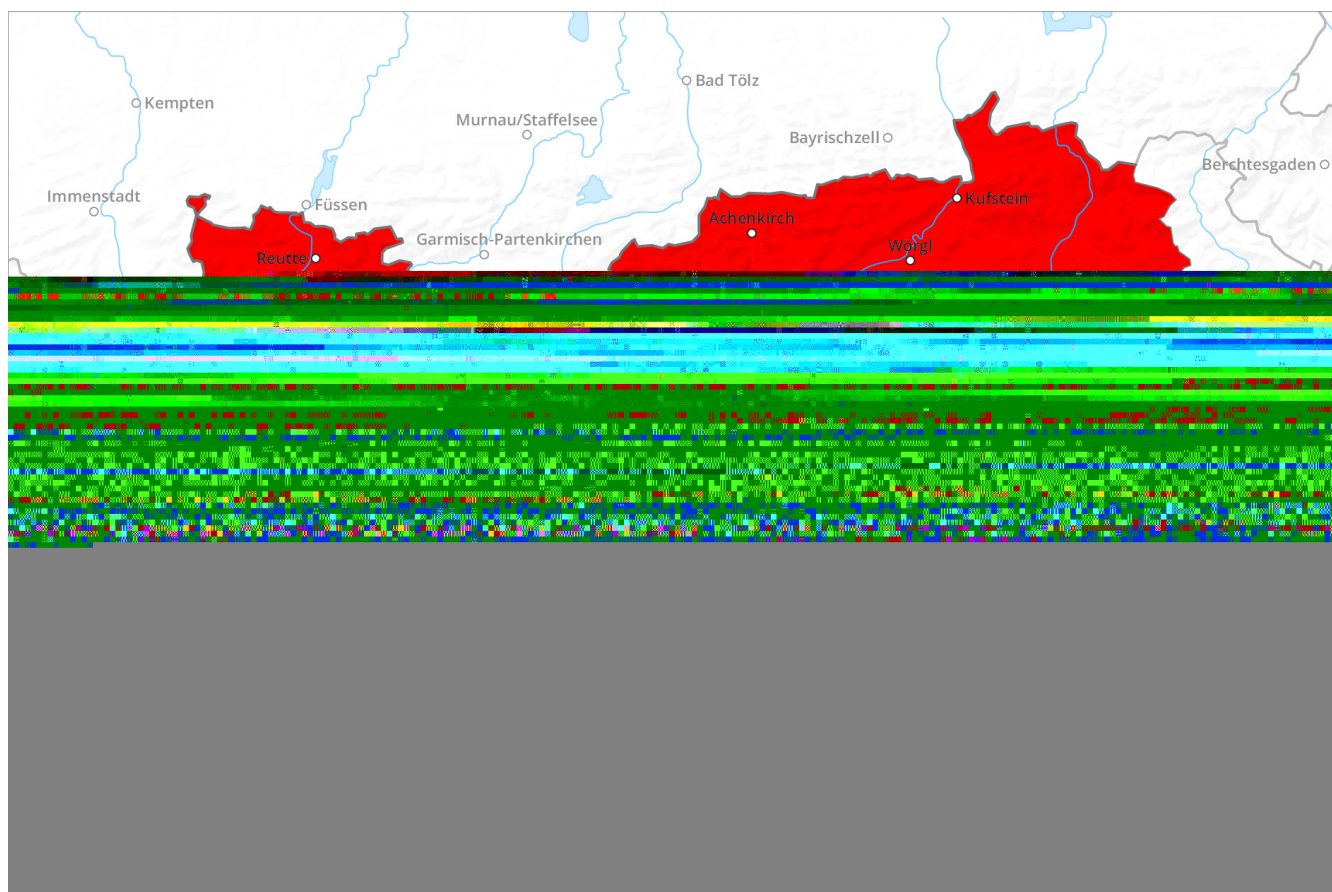 Kempten
Bad Tölz
Murnau/Staffelsee
Bayrischzell
Berchtesgaden
Immenstadt
Füssen
Kufstein
Achenkirch
Garmisch-Partenkirchen
Wörgl
Reutte